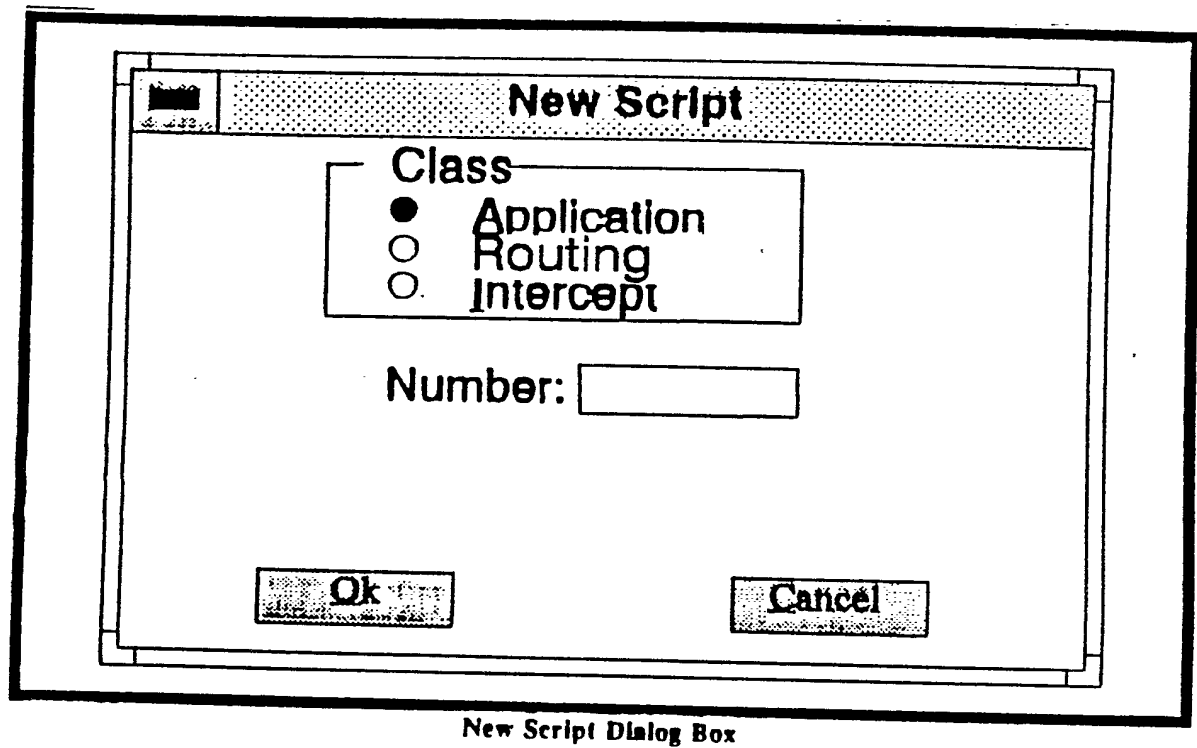 New Script
Class
Application
Routing
Intercept
Number:
Ok
Cancel
New Script Dialog Box